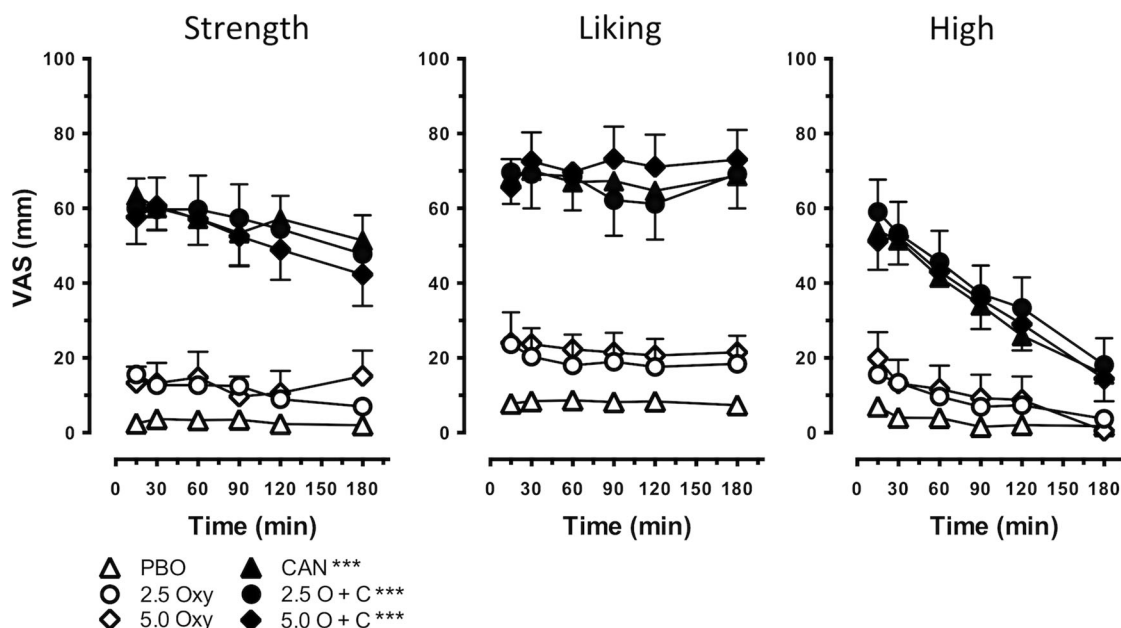 Strength Liking High
100 100 100
80 80 80
60 60 60
VAS (mm)
40 40 40
20 20 20
0 0 0
0 30 60 90 120 150 180 0 30 60 90 120 150 180 0 30 60 90 120 150 180
Time (min) Time (min) Time (min)
PBO CAN ***
2.5 Oxy 2.5 O + C ***
5.0 Oxy 5.0 O + C ***